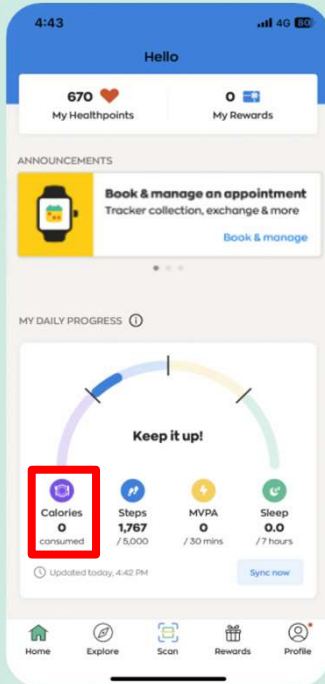 4:43
4G 80
Hello
670
0
My Healthpoints
My Rewards
ANNOUNCEMENTS
Book & manage an appointment
Tracker collection, exchange & more
Book & manage
MY DAILY PROGRESS
Keep it up!
Calories
0
consumed
Steps
1,767
/ 5,000
MVPA
0
/ 30 mins
Sleep
0.0
/ 7 hours
Updated today, 4:42 PM
Sync now
Home
Explore
Scan
Rewards
Profile